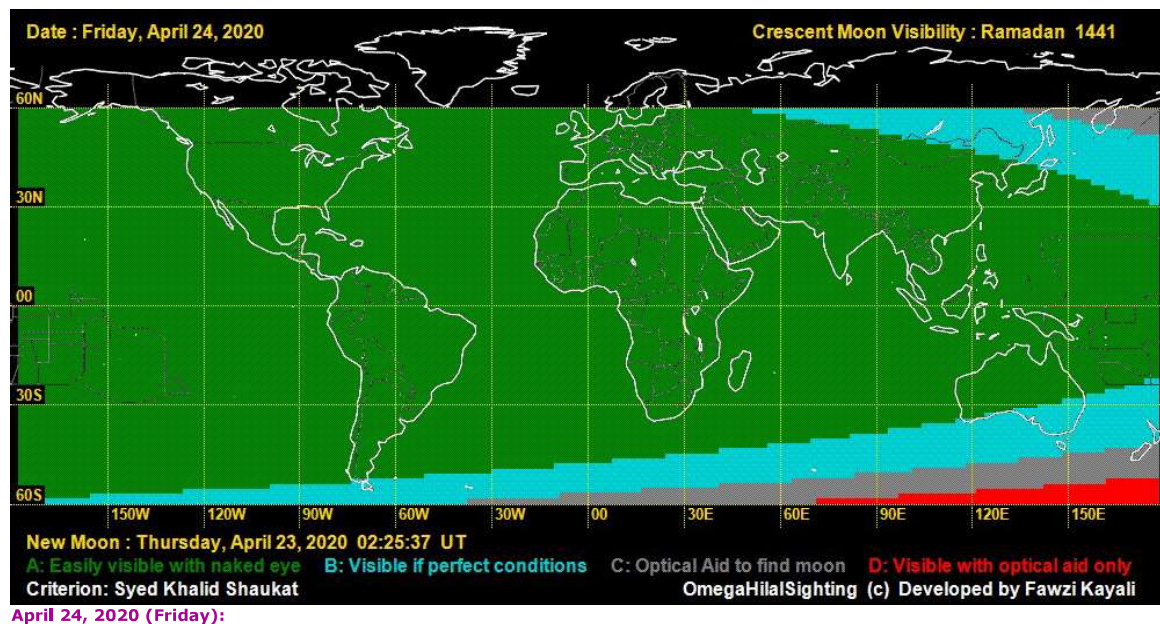 Date : Friday, April 24, 2020
Crescent Moon Visibility : Ramadan 1441
60N
30N
00
30S
60S
150W 120W 90W 60W 30W 00 30E 60E 90E 120E 150E
New Moon : Thursday, April 23, 2020 02:25:37 UT
A: Easily visible with naked eye B: Visible if perfect conditions C: Optical Aid to find moon D: Visible with optical aid only
Criterion: Syed Khalid Shaukat OmegaHilalSighting (c) Developed by Fawzi Kayali
April 24, 2020 (Friday):